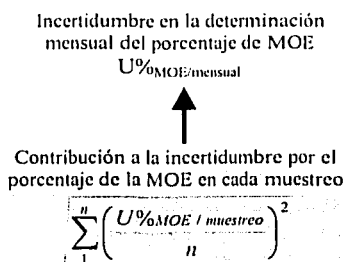 Incertidumbre en la determinación
mensual del porcentaje de MOE
U%MOE/mensual
Contribución a la incertidumbre por el
porcentaje de la MOE en cada muestreo
n
∑ (U%MOE / muestreo / n)²
1